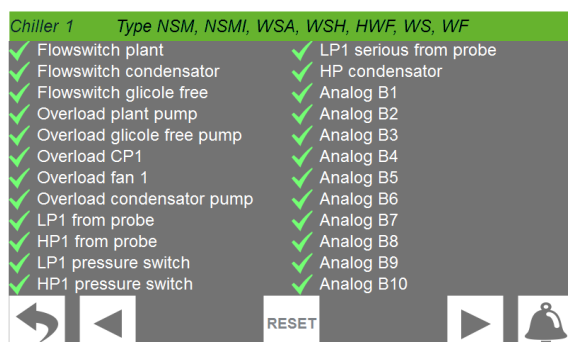 Chiller 1 Type NSM, NSMI, WSA, WSH, HWF, WS, WF
Flowswitch plant
Flowswitch condensator
Flowswitch glicole free
Overload plant pump
Overload glicole free pump
Overload CP1
Overload fan 1
Overload condensator pump
LP1 from probe
HP1 from probe
LP1 pressure switch
HP1 pressure switch
LP1 serious from probe
HP condensator
Analog B1
Analog B2
Analog B3
Analog B4
Analog B5
Analog B6
Analog B7
Analog B8
Analog B9
Analog B10
RESET